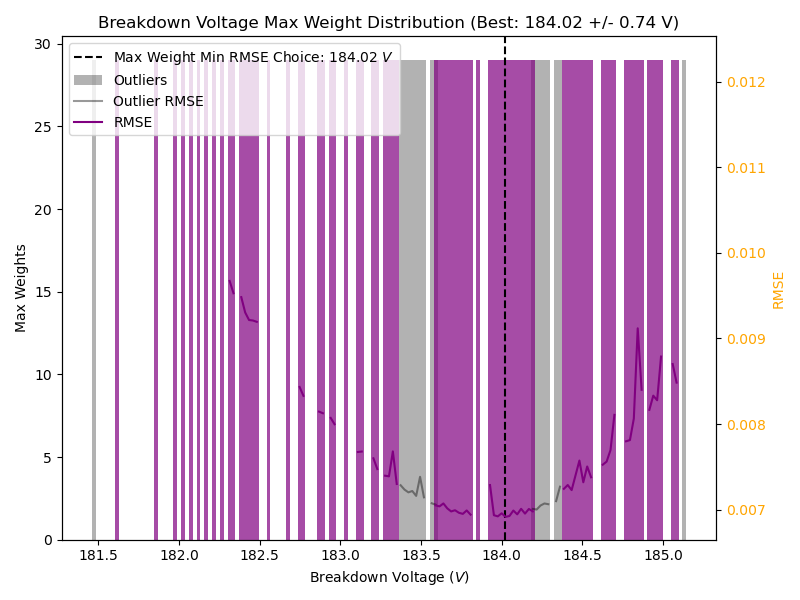 Breakdown Voltage Max Weight Distribution (Best: 184.02 +/- 0.74 V)
Max Weight Min RMSE Choice: 184.02 V
Outliers
Outlier RMSE
RMSE
30
25
20
15
10
5
0
Max Weights
0.012
0.011
0.010
0.009
0.008
0.007
RMSE
181.5 182.0 182.5 183.0 183.5 184.0 184.5 185.0
Breakdown Voltage (V)